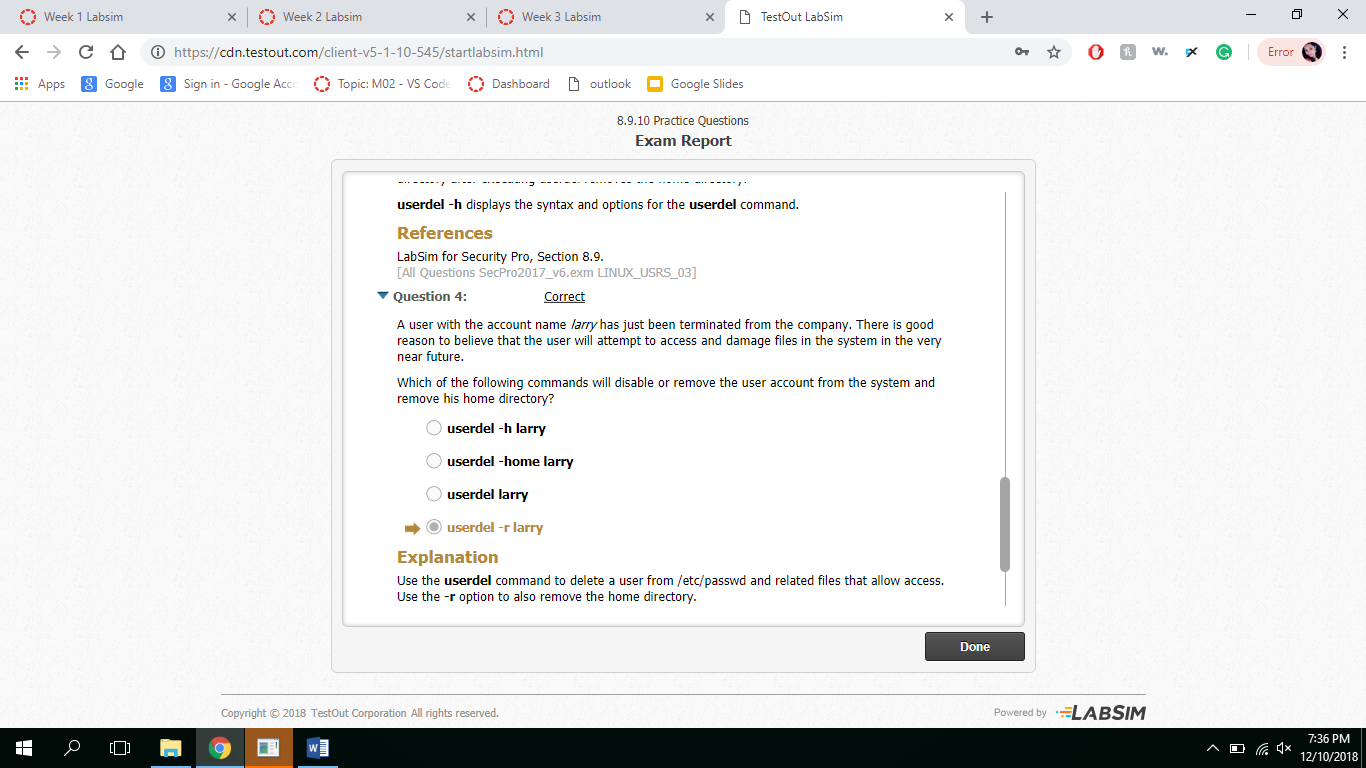 Week 1 Labsim
Week 2 Labsim
Week 3 Labsim
TestOut LabSim
https://cdn.testout.com/client-v5-1-10-545/startlabsim.html
Error
Apps
Google
Sign in - Google Acc
Topic: M02 - VS Code
Dashboard
outlook
Google Slides
8.9.10 Practice Questions
Exam Report
userdel -h displays the syntax and options for the userdel command.
References
LabSim for Security Pro, Section 8.9.
[All Questions SecPro2017_v6.exm LINUX_USRS_03]
Question 4: Correct
A user with the account name larry has just been terminated from the company. There is good
reason to believe that the user will attempt to access and damage files in the system in the very
near future.
Which of the following commands will disable or remove the user account from the system and
remove his home directory?
userdel -h larry
userdel -home larry
userdel larry
userdel -r larry
Explanation
Use the userdel command to delete a user from /etc/passwd and related files that allow access.
Use the -r option to also remove the home directory.
Done
Copyright © 2018 TestOut Corporation All rights reserved.
Powered by LABSIM
7:36 PM
12/10/2018